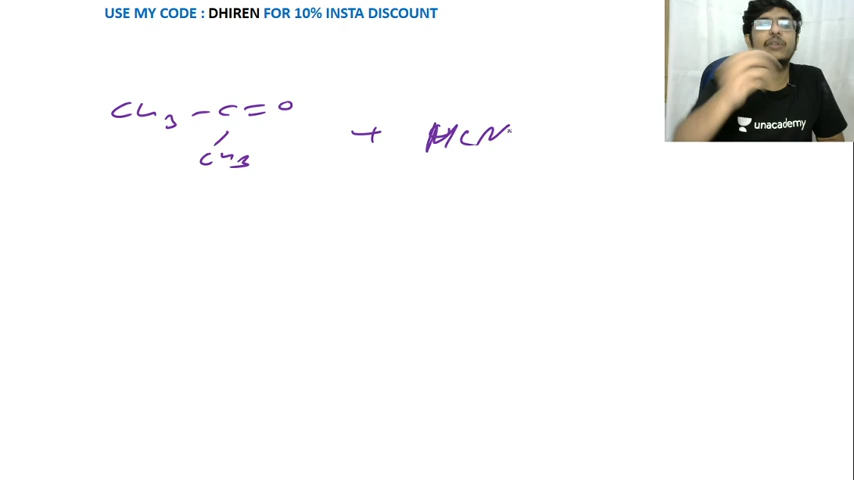 USE MY CODE : DHIREN FOR 10% INSTA DISCOUNT
CH3 - C = O + HCN
CH3
unacademy